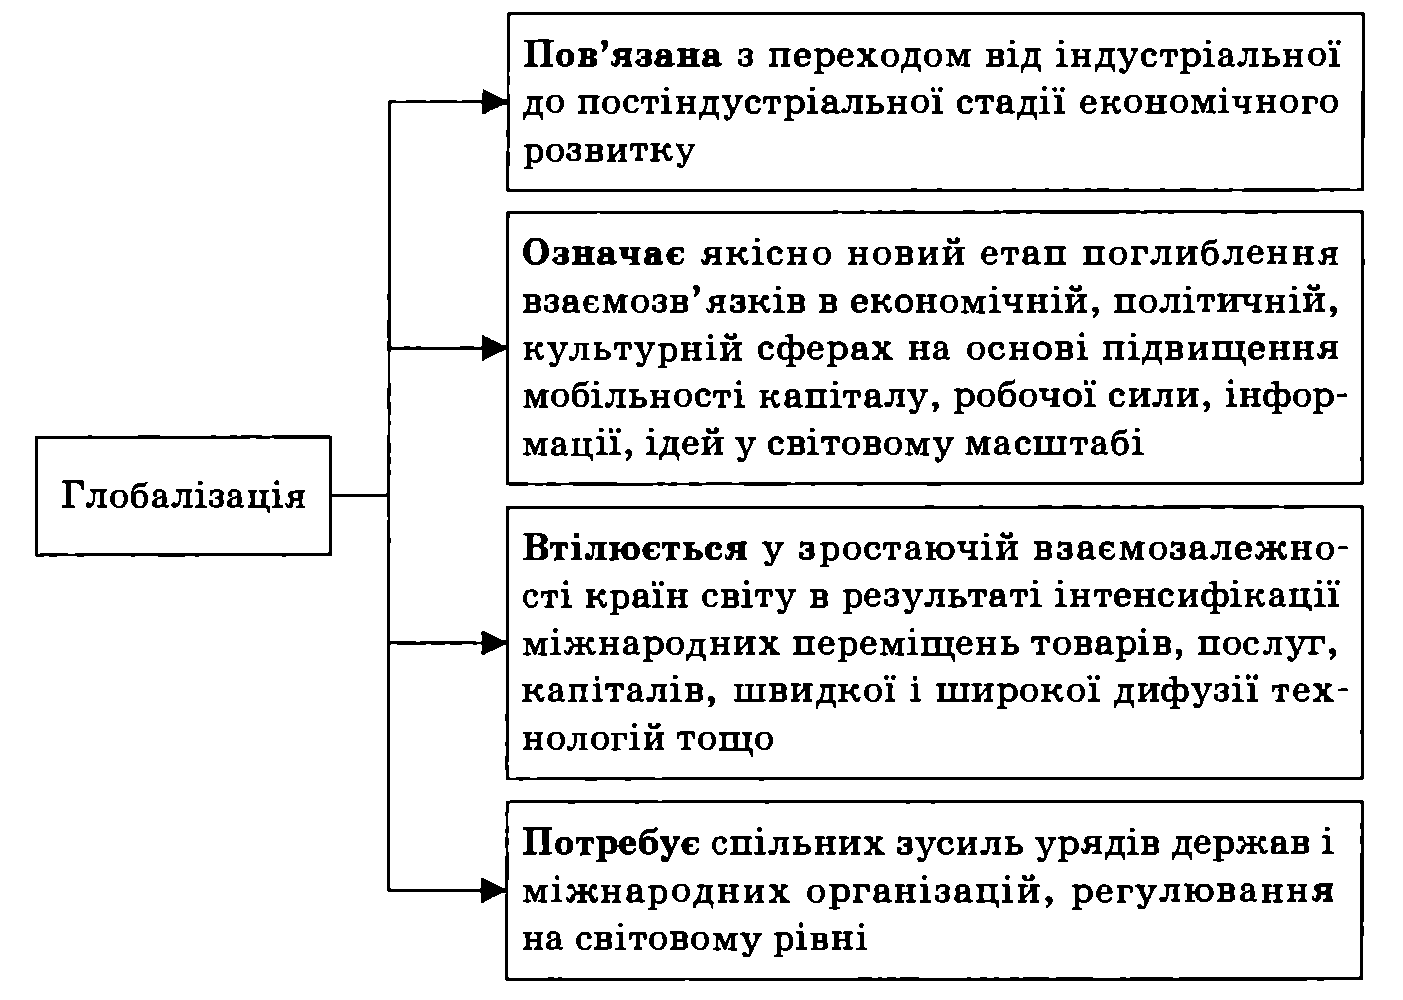 Пов’язана з переходом від індустріальної
до постіндустріальної стадії економічного
розвитку
Означає якісно новий етап поглиблення
взаємозв’язків в економічній, політичній,
культурній сферах на основі підвищення
мобільності капіталу, робочої сили, інфор-
мації, ідей у світовому масштабі
Глобалізація
Втілюється у зростаючій взаємозалежно-
сті країн світу в результаті інтенсифікації
міжнародних переміщень товарів, послуг,
капіталів, швидкої і широкої дифузії тех-
нологій тощо
Потребує спільних зусиль урядів держав і
міжнародних організацій, регулювання
на світовому рівні